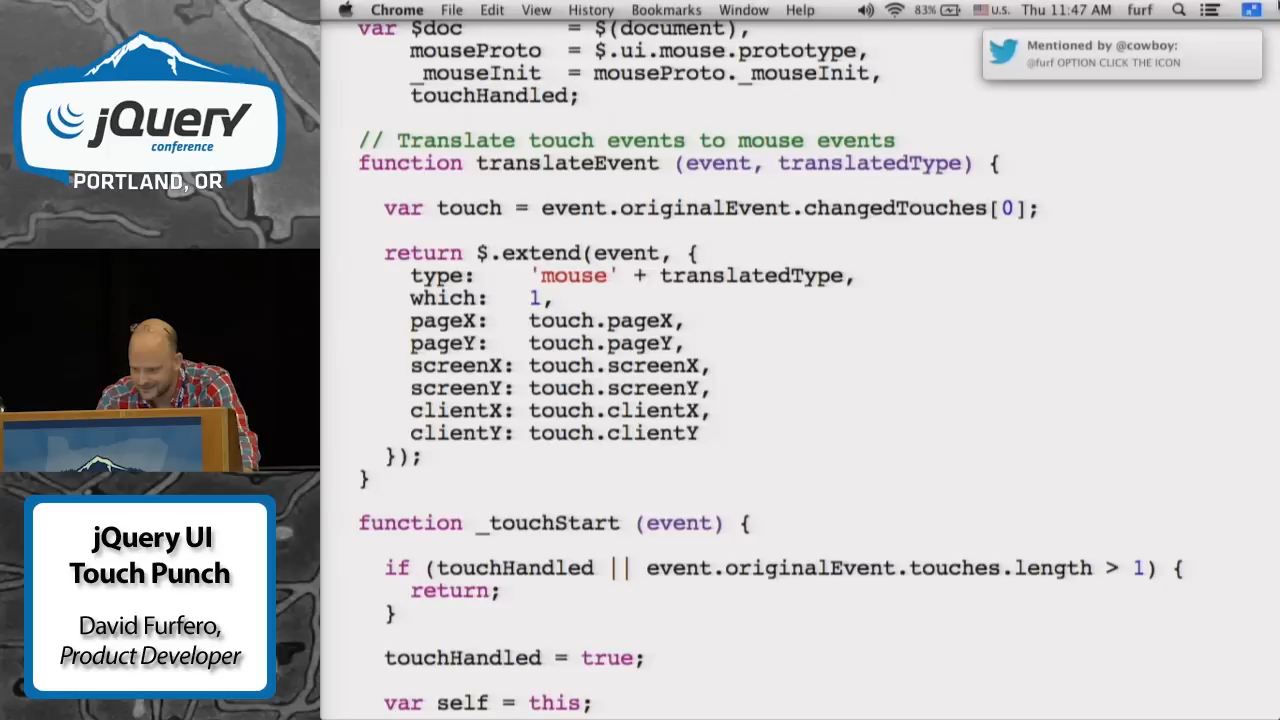 Chrome File Edit View History Bookmarks Window Help 83% U.S. Thu 11:47 AM furf
Mentioned by @cowboy:
@furf OPTION CLICK THE ICON
jQuery
conference
PORTLAND, OR
var $doc = $(document),
mouseProto = $.ui.mouse.prototype,
_mouseInit = mouseProto._mouseInit,
touchHandled;
// Translate touch events to mouse events
function translateEvent (event, translatedType) {
var touch = event.originalEvent.changedTouches[0];
return $.extend(event, {
type: 'mouse' + translatedType,
which: 1,
pageX: touch.pageX,
pageY: touch.pageY,
screenX: touch.screenX,
screenY: touch.screenY,
clientX: touch.clientX,
clientY: touch.clientY
});
}
function _touchStart (event) {
if (touchHandled || event.originalEvent.touches.length > 1) {
return;
}
touchHandled = true;
var self = this;
jQuery UI
Touch Punch
David Furfero,
Product Developer